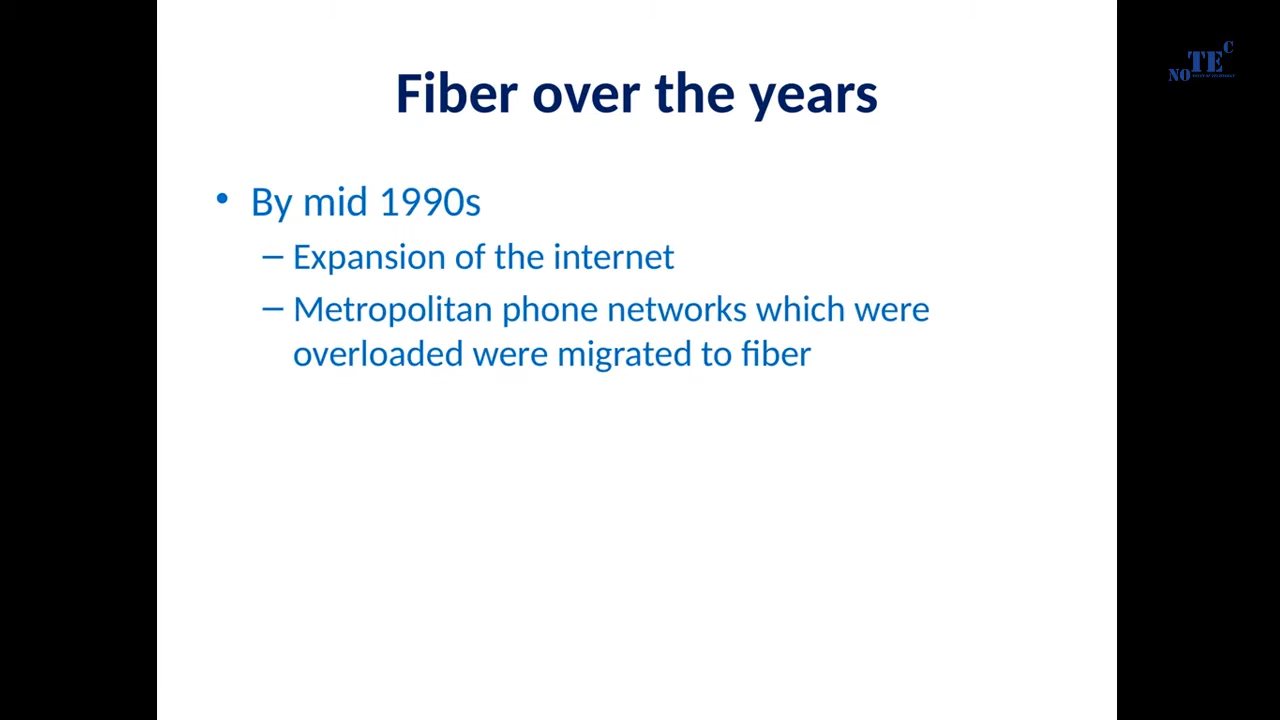 Fiber over the years
• By mid 1990s
– Expansion of the internet
– Metropolitan phone networks which were
overloaded were migrated to fiber
NOTEC